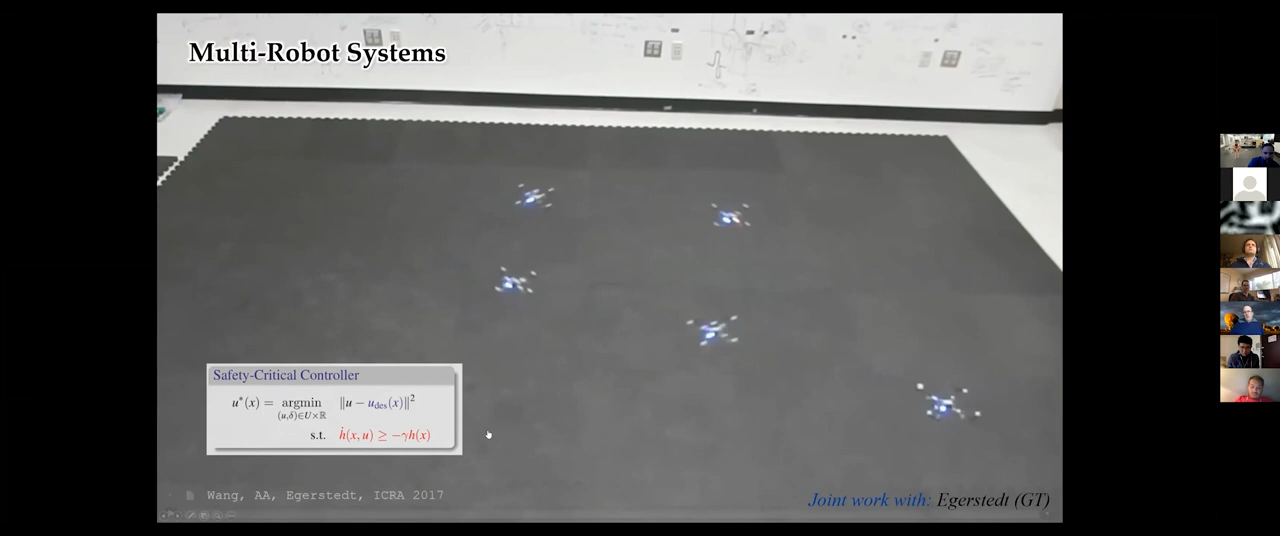 Multi-Robot Systems
Safety-Critical Controller
u*(x) = argmin ‖u − u_des(x)‖²
(u,δ)∈U×ℝ
s.t. ḣ(x, u) ≥ −γh(x)
Wang, AA, Egerstedt, ICRA 2017
Joint work with: Egerstedt (GT)